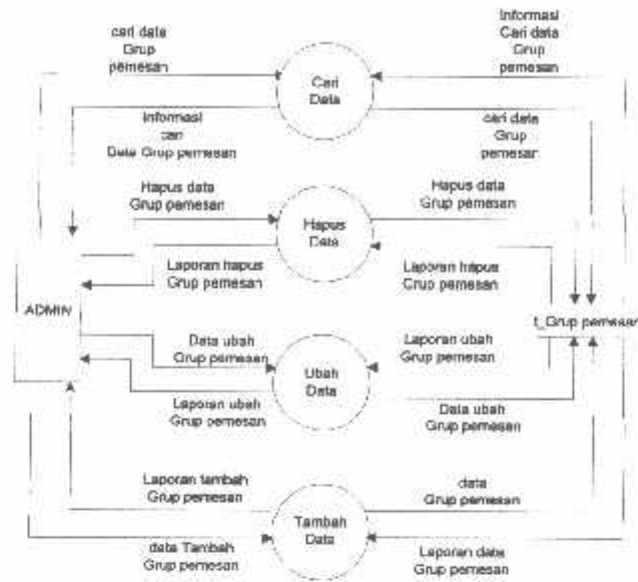 cari data
Grup
pemesan
Informasi
Cari data
Grup
pemesan
Cari
Data
Informasi
cari
Data Grup pemesan
cari data
Grup
pemesan
Hapus data
Grup pemesan
Hapus data
Grup pemesan
Hapus
Data
Laporan hapus
Grup pemesan
Laporan hapus
Grup pemesan
ADMIN
t_Grup pemesan
Data ubah
Grup pemesan
Laporan ubah
Grup pemesan
Ubah
Data
Laporan ubah
Grup pemesan
Data ubah
Grup pemesan
Laporan tambah
Grup pemesan
data
Grup pemesan
Tambah
Data
data Tambah
Grup pemesan
Laporan data
Grup pemesan